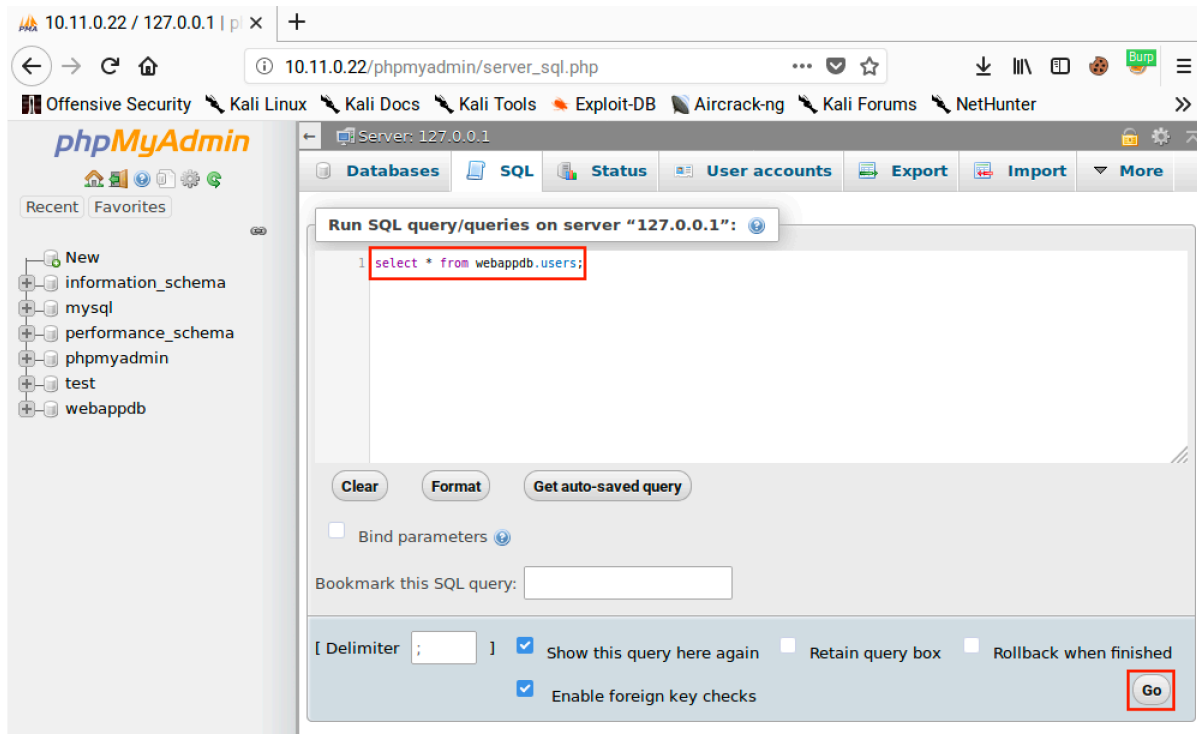 10.11.0.22 / 127.0.0.1 | p
10.11.0.22/phpmyadmin/server_sql.php
Burp
Offensive Security Kali Linux Kali Docs Kali Tools Exploit-DB Aircrack-ng Kali Forums NetHunter
phpMyAdmin
Recent Favorites
New
information_schema
mysql
performance_schema
phpmyadmin
test
webappdb
Server: 127.0.0.1
Databases SQL Status User accounts Export Import More
Run SQL query/queries on server “127.0.0.1”:
1 select * from webappdb.users;
Clear Format Get auto-saved query
Bind parameters
Bookmark this SQL query:
[ Delimiter ; ] Show this query here again Retain query box Rollback when finished
Enable foreign key checks
Go